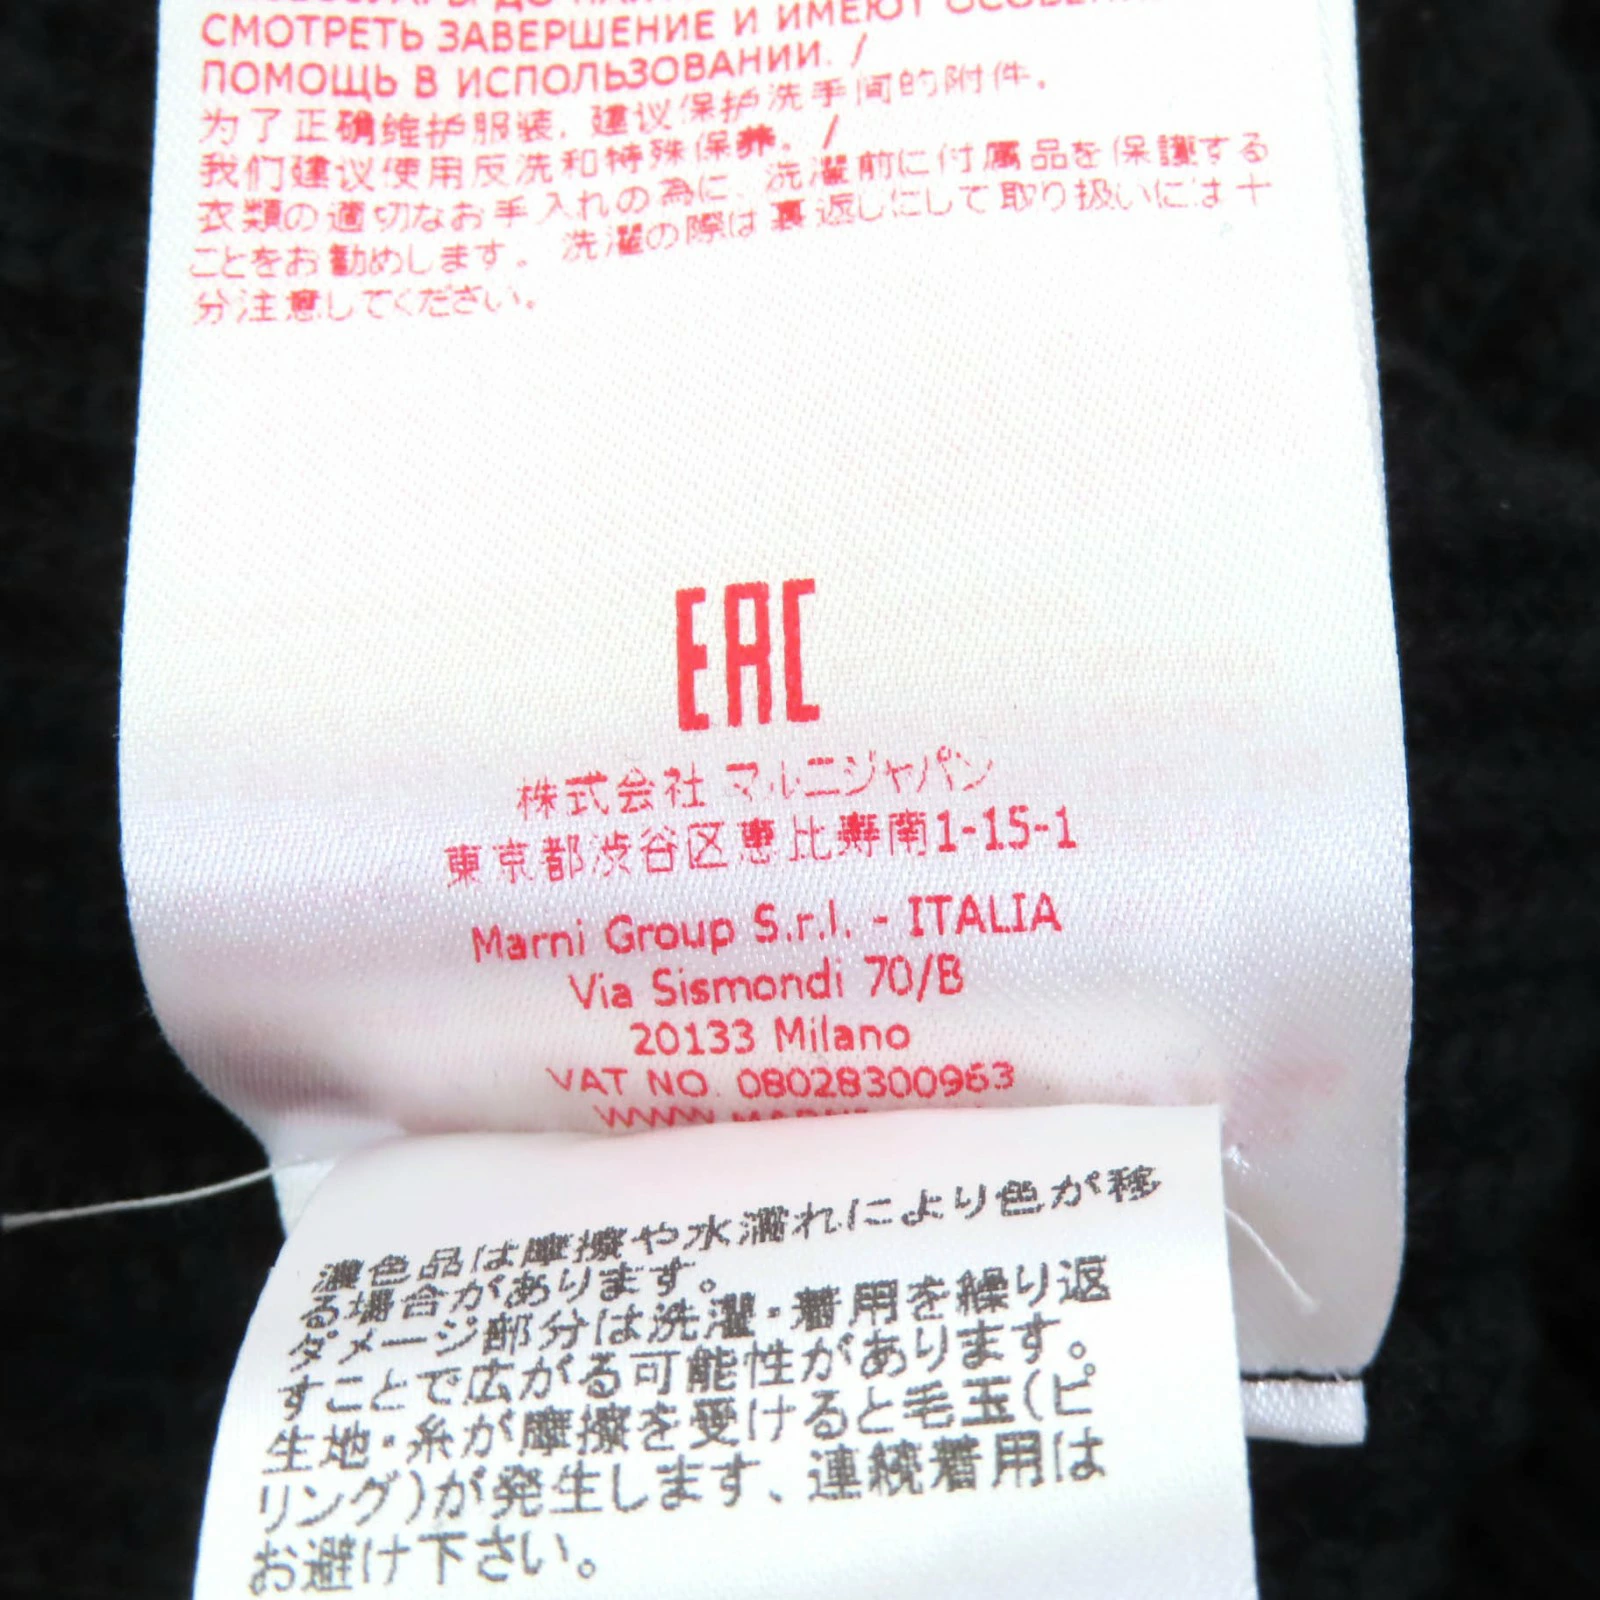 СМОТРЕТЬ ЗАВЕРШЕНИЕ И ИМЕЮТ
ПОМОЩЬ В ИСПОЛЬЗОВАНИИ. /
为了正确维护服装, 建议保护洗手间的附件.
我们建议使用反洗和特殊保养. /
衣類の適切なお手入れの為に、洗濯前に付属品を保護する
ことをお勧めします。 洗濯の際は裏返しにして取り扱いには十
分注意してください。
EAC
株式会社 マルニジャパン
東京都渋谷区恵比寿南1-15-1
Marni Group S.r.l. - ITALIA
Via Sismondi 70/B
20133 Milano
VAT NO. 08028300963
濃色品は摩擦や水濡れにより色が移
る場合があります。
ダメージ部分は洗濯・着用を繰り返
すことで広がる可能性があります。
生地・糸が摩擦を受けると毛玉(ピ
リング)が発生します、連続着用は
お避け下さい。